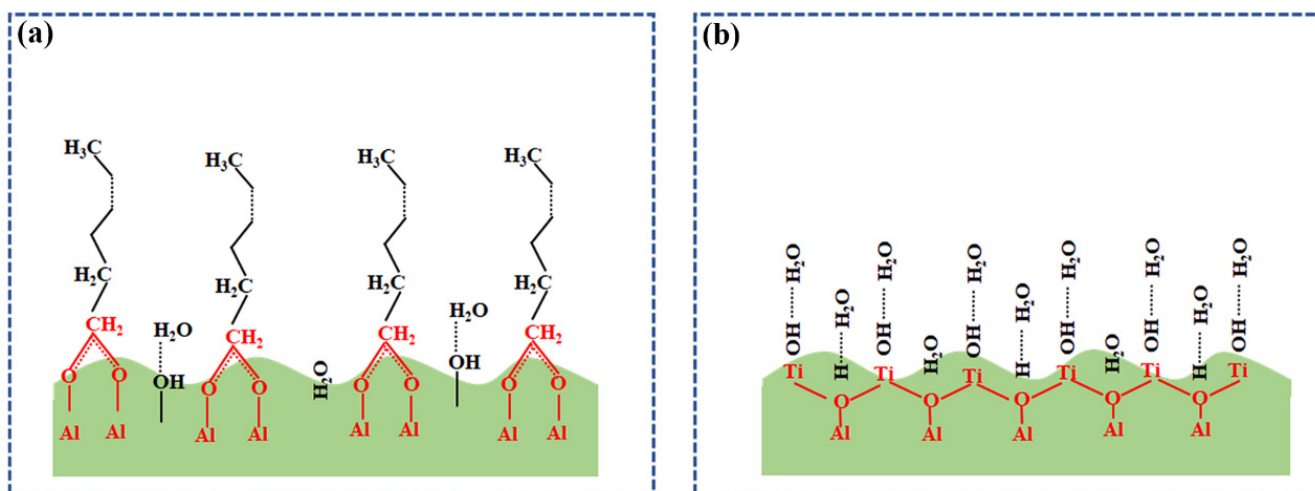 (a)
H₃C H₃C H₃C H₃C
H₂C H₂C H₂C H₂C
CH₂ H₂O CH₂ CH₂ H₂O CH₂
O O OH O O H₂O O O OH O O
Al Al Al Al Al Al Al Al
(b)
H₂O H₂O H₂O H₂O H₂O H₂O H₂O H₂O H₂O
OH OH OH OH OH OH
H H₂O H H₂O H
Ti Ti Ti Ti Ti Ti
O O O O O
Al Al Al Al Al